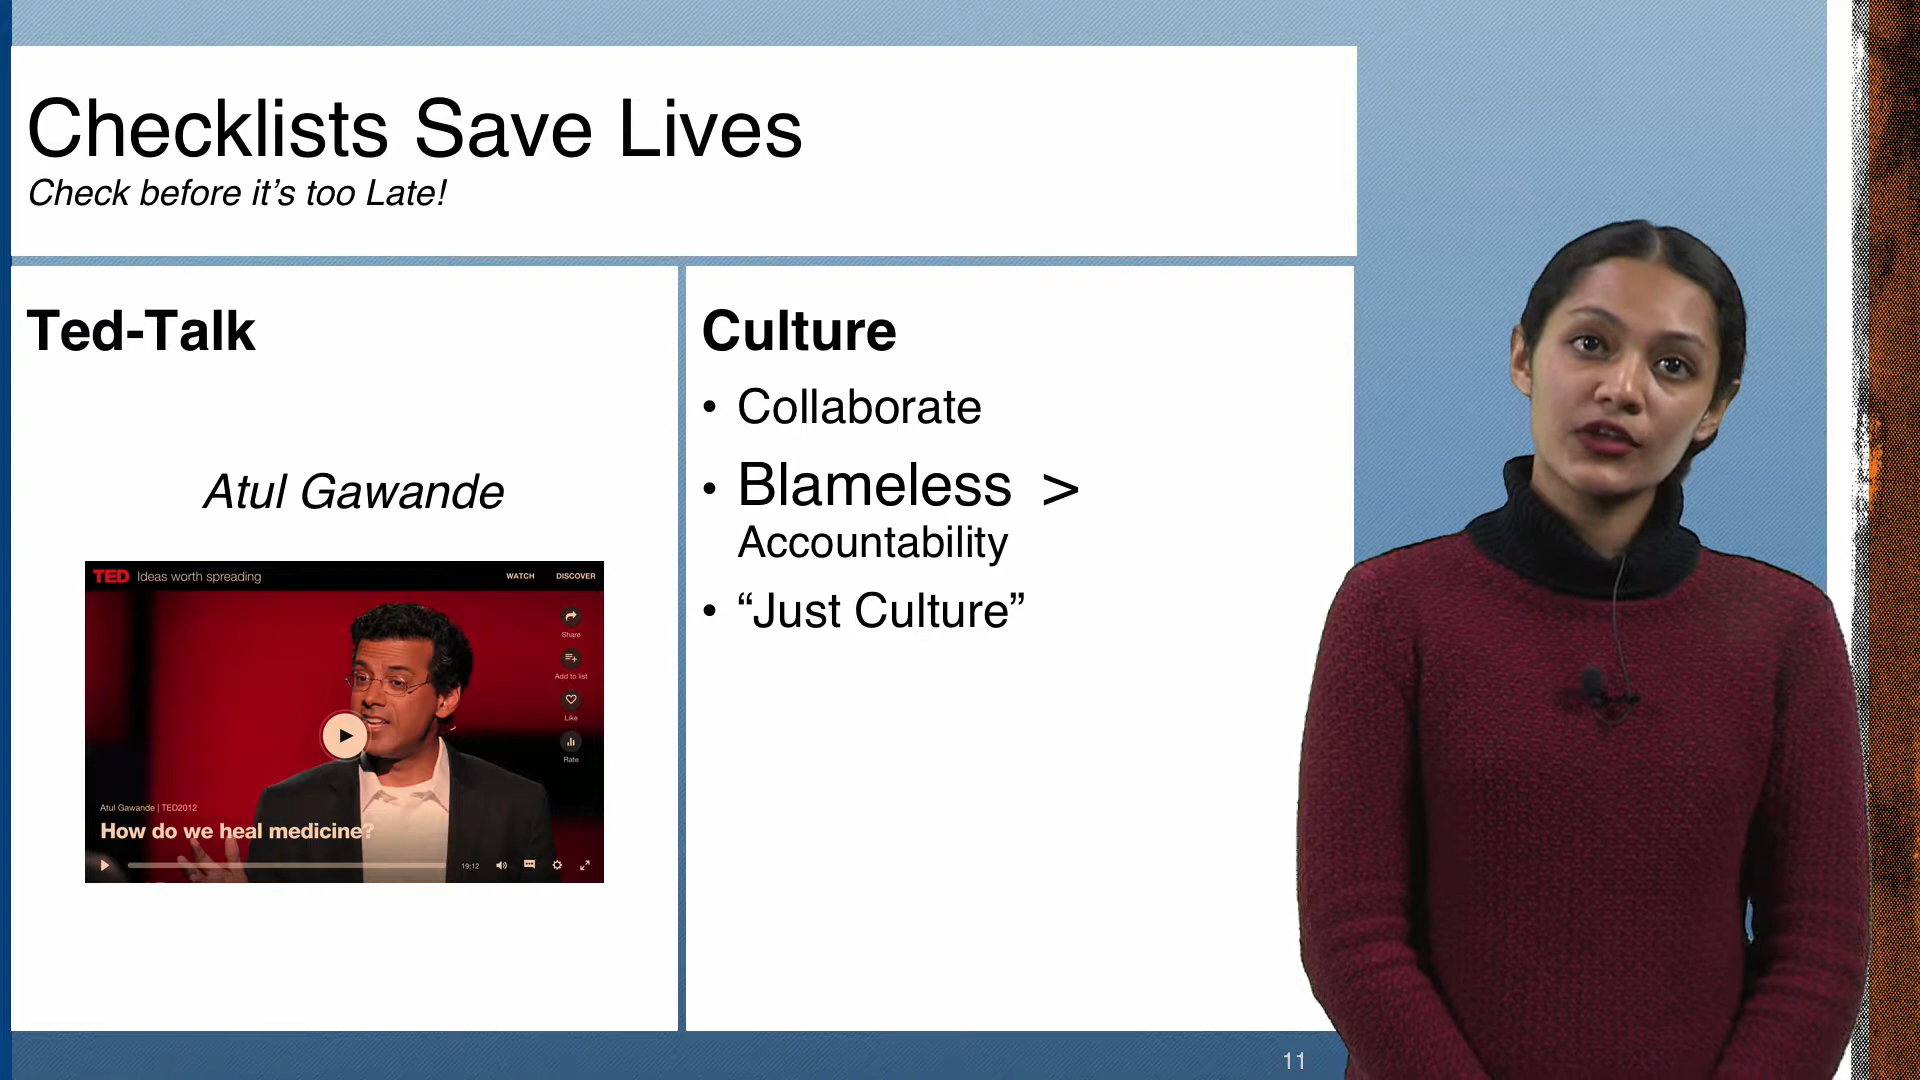 Checklists Save Lives
Check before it’s too Late!
Ted-Talk
Atul Gawande
TED Ideas worth spreading WATCH DISCOVER
Share
Add to list
Like
Rate
Atul Gawande | TED2012
How do we heal medicine?
19:12
Culture
• Collaborate
• Blameless >
Accountability
• “Just Culture”
11